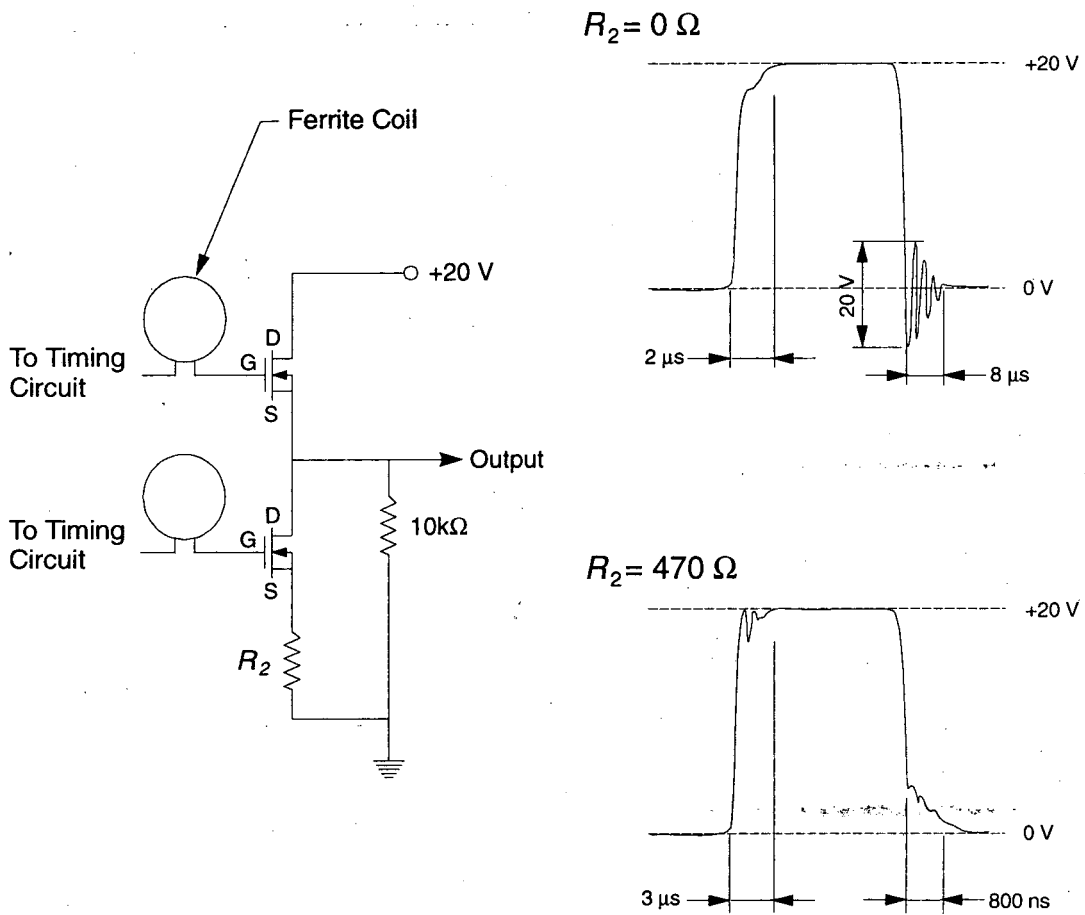 Ferrite Coil
+20 V
D
G
S
To Timing
Circuit
Output
D
G
S
To Timing
Circuit
10kΩ
R2
R2 = 0 Ω
+20 V
20 V
0 V
2 μs
8 μs
R2 = 470 Ω
+20 V
0 V
3 μs
800 ns